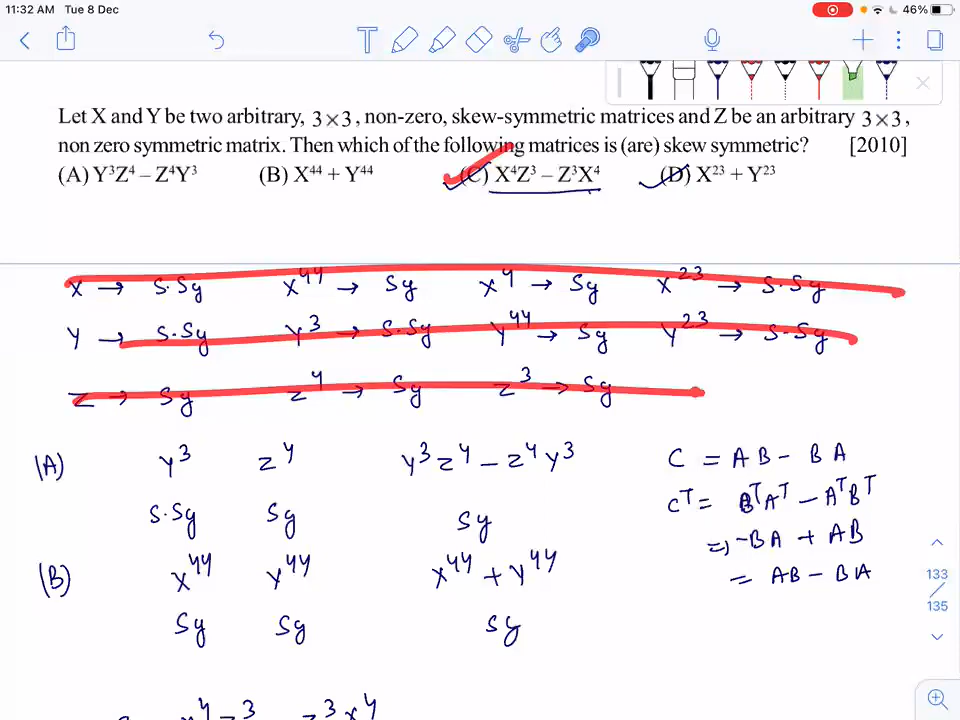 11:32 AM Tue 8 Dec 46%
Let X and Y be two arbitrary, 3×3, non-zero, skew-symmetric matrices and Z be an arbitrary 3×3,
non zero symmetric matrix. Then which of the following matrices is (are) skew symmetric? [2010]
(A) Y³Z⁴ – Z⁴Y³ (B) X⁴⁴ + Y⁴⁴ (C) X⁴Z³ – Z³X⁴ (D) X²³ + Y²³
X → S.Sy X⁴⁴ → Sy X⁴ → Sy X²³ → S.Sy
Y → S.Sy Y³ → S.Sy Y⁴⁴ → Sy Y²³ → S.Sy
Z → Sy Z⁴ → Sy Z³ → Sy
(A) Y³ Z⁴ Y³Z⁴ – Z⁴Y³ C = AB – BA
S.Sy Sy Sy Cᵀ = BᵀAᵀ – AᵀBᵀ
=, -BA + AB
(B) X⁴⁴ Y⁴⁴ X⁴⁴ + Y⁴⁴ = AB – BA
Sy Sy Sy
133
135
X⁴Z³ Z³X⁴